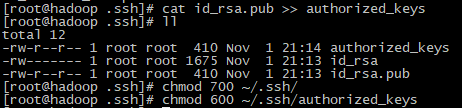 [root@hadoop .ssh]# cat id_rsa.pub >> authorized_keys
[root@hadoop .ssh]# ll
total 12
-rw-r--r-- 1 root root  410 Nov  1 21:14 authorized_keys
-rw------- 1 root root 1675 Nov  1 21:13 id_rsa
-rw-r--r-- 1 root root  410 Nov  1 21:13 id_rsa.pub
[root@hadoop .ssh]# chmod 700 ~/.ssh/
[root@hadoop .ssh]# chmod 600 ~/.ssh/authorized_keys